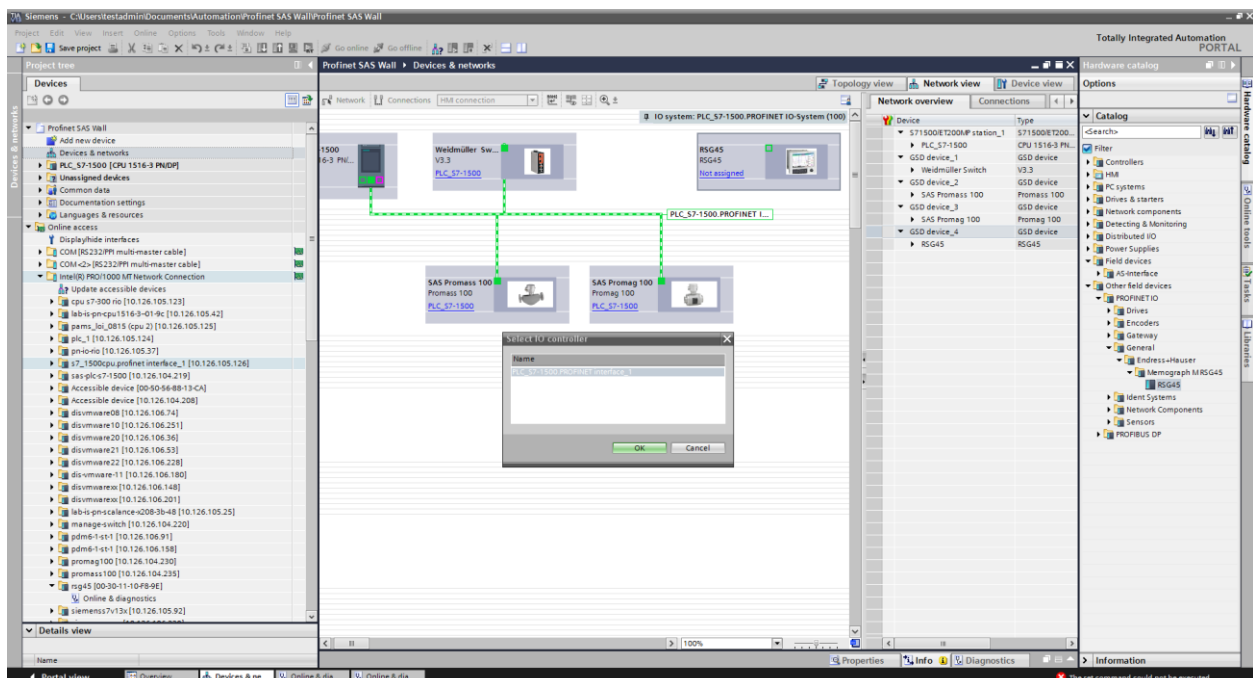 Siemens - C:\Users\testadmin\Documents\Automation\Profinet SAS Wall\Profinet SAS Wall
Project Edit View Insert Online Options Tools Window Help
Totally Integrated Automation
PORTAL
Save project
Go online
Go offline
Project tree
Devices
Profinet SAS Wall
Add new device
Devices & networks
PLC_S7-1500 [CPU 1516-3 PN/DP]
Unassigned devices
Common data
Documentation settings
Languages & resources
Online access
Display/hide interfaces
COM [RS232/PPI multi-master cable]
COM <2> [RS232/PPI multi-master cable]
Intel(R) PRO/1000 MT Network Connection
Update accessible devices
cpu s7-300 rio [10.126.105.123]
lab-is-pn-cpu1516-3-01-9c [10.126.105.42]
pams_loi_0815 (cpu 2) [10.126.105.125]
plc_1 [10.126.105.124]
pn-io-rio [10.126.105.37]
s7_1500cpu.profinet interface_1 [10.126.105.126]
sas-plc-s7-1500 [10.126.104.219]
Accessible device [00-50-56-88-13-CA]
Accessible device [10.126.104.208]
disvmware08 [10.126.106.74]
disvmware10 [10.126.106.251]
disvmware20 [10.126.106.36]
disvmware21 [10.126.106.53]
disvmware22 [10.126.106.228]
dis-vmware-11 [10.126.106.180]
disvmwarexx [10.126.106.148]
disvmwarexx [10.126.106.201]
lab-is-pn-scalance-x208-3b-48 [10.126.105.25]
manage-switch [10.126.104.220]
pdm6-1-st-1 [10.126.106.91]
pdm6-1-st-1 [10.126.106.158]
promag100 [10.126.104.230]
promass100 [10.126.104.235]
rsg45 [00-30-11-10-F8-9E]
Online & diagnostics
siemenss7v13x [10.126.105.92]
Details view
Name
Devices & networks
Profinet SAS Wall ▸ Devices & networks
Topology view
Network view
Device view
Network
Connections
HMI connection
IO system: PLC_S7-1500.PROFINET IO-System (100)
-1500
16-3 PN/...
Weidmüller Sw...
V3.3
PLC_S7-1500
RSG45
RSG45
Not assigned
PLC_S7-1500.PROFINET I...
SAS Promass 100
Promass 100
PLC_S7-1500
SAS Promag 100
Promag 100
PLC_S7-1500
Select IO controller
Name
PLC_S7-1500.PROFINET interface_1
OK
Cancel
100%
Network overview
Connections
Device
Type
S71500/ET200MP station_1
S71500/ET200...
PLC_S7-1500
CPU 1516-3 PN...
GSD device_1
GSD device
Weidmüller Switch
V3.3
GSD device_2
GSD device
SAS Promass 100
Promass 100
GSD device_3
GSD device
SAS Promag 100
Promag 100
GSD device_4
GSD device
RSG45
RSG45
Properties
Info
Diagnostics
Hardware catalog
Options
Catalog
<Search>
Filter
Controllers
HMI
PC systems
Drives & starters
Network components
Detecting & Monitoring
Distributed I/O
Power Supplies
Field devices
AS-Interface
Other field devices
PROFINET IO
Drives
Encoders
Gateway
General
Endress+Hauser
Memograph M RSG45
RSG45
Ident Systems
Network Components
Sensors
PROFIBUS DP
Information
Hardware catalog
Online tools
Tasks
Libraries
Portal view
Overview
Devices & ne...
Online & dia...
Online & dia...
The set command could not be executed.